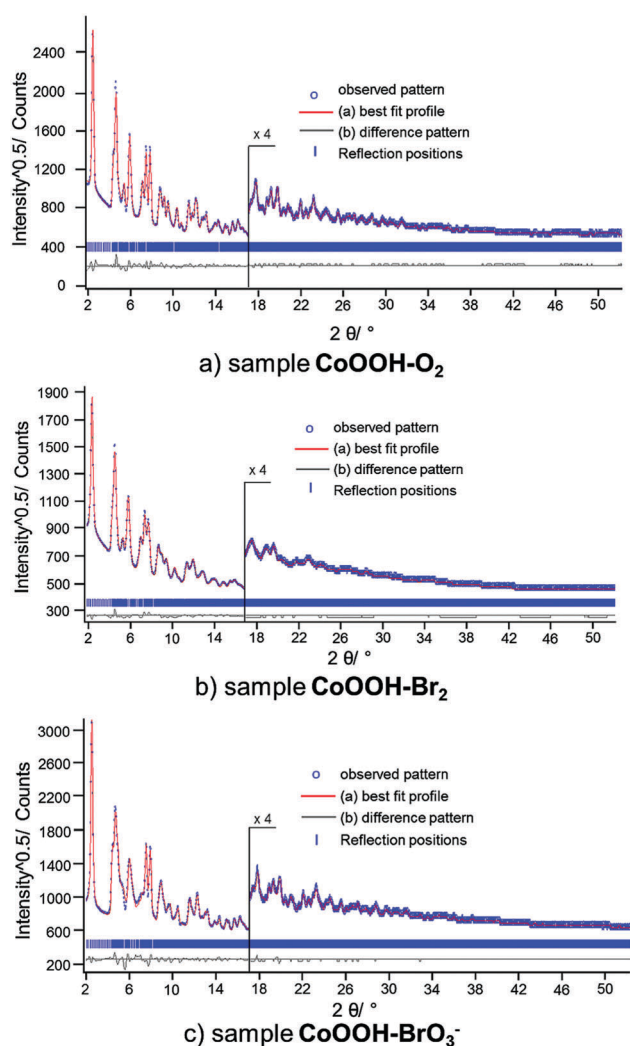 Intensity^0.5/ Counts
2400
2000
1600
1200
800
400
0
x 4
o observed pattern
(a) best fit profile
(b) difference pattern
I Reflection positions
2 6 10 14 18 22 26 30 34 38 42 46 50
2 θ/ °
a) sample CoOOH-O₂
Intensity^0.5/ Counts
1900
1700
1500
1300
1100
900
700
500
300
x 4
o observed pattern
(a) best fit profile
(b) difference pattern
I Reflection positions
2 6 10 14 18 22 26 30 34 38 42 46 50
2 θ/ °
b) sample CoOOH-Br₂
Intensity^0.5/ Counts
3000
2600
2200
1800
1400
1000
600
200
x 4
o observed pattern
(a) best fit profile
(b) difference pattern
I Reflection positions
2 6 10 14 18 22 26 30 34 38 42 46 50
2 θ/ °
c) sample CoOOH-BrO₃⁻